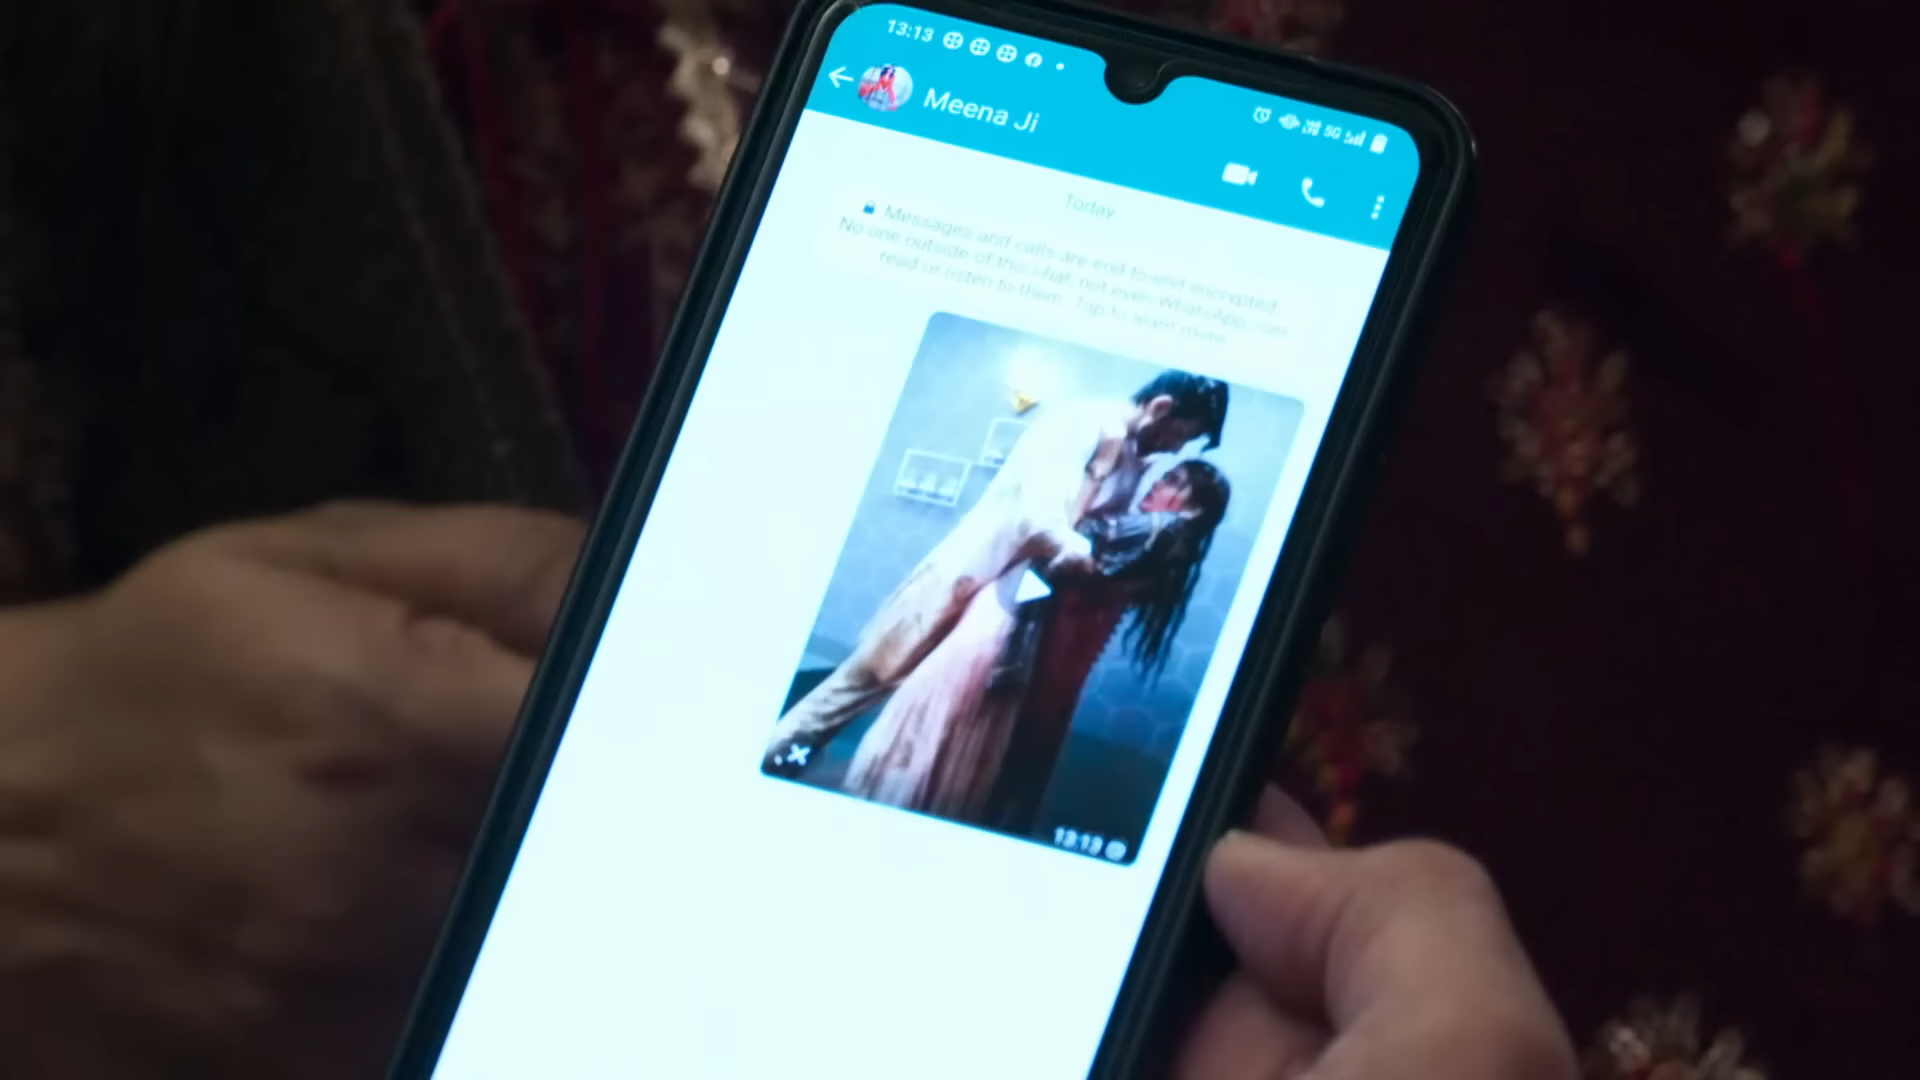 13:13
5G
Meena Ji
Today
Messages and calls are end-to-end encrypted.
No one outside of this chat, not even WhatsApp, can
read or listen to them. Tap to learn more.
13:13